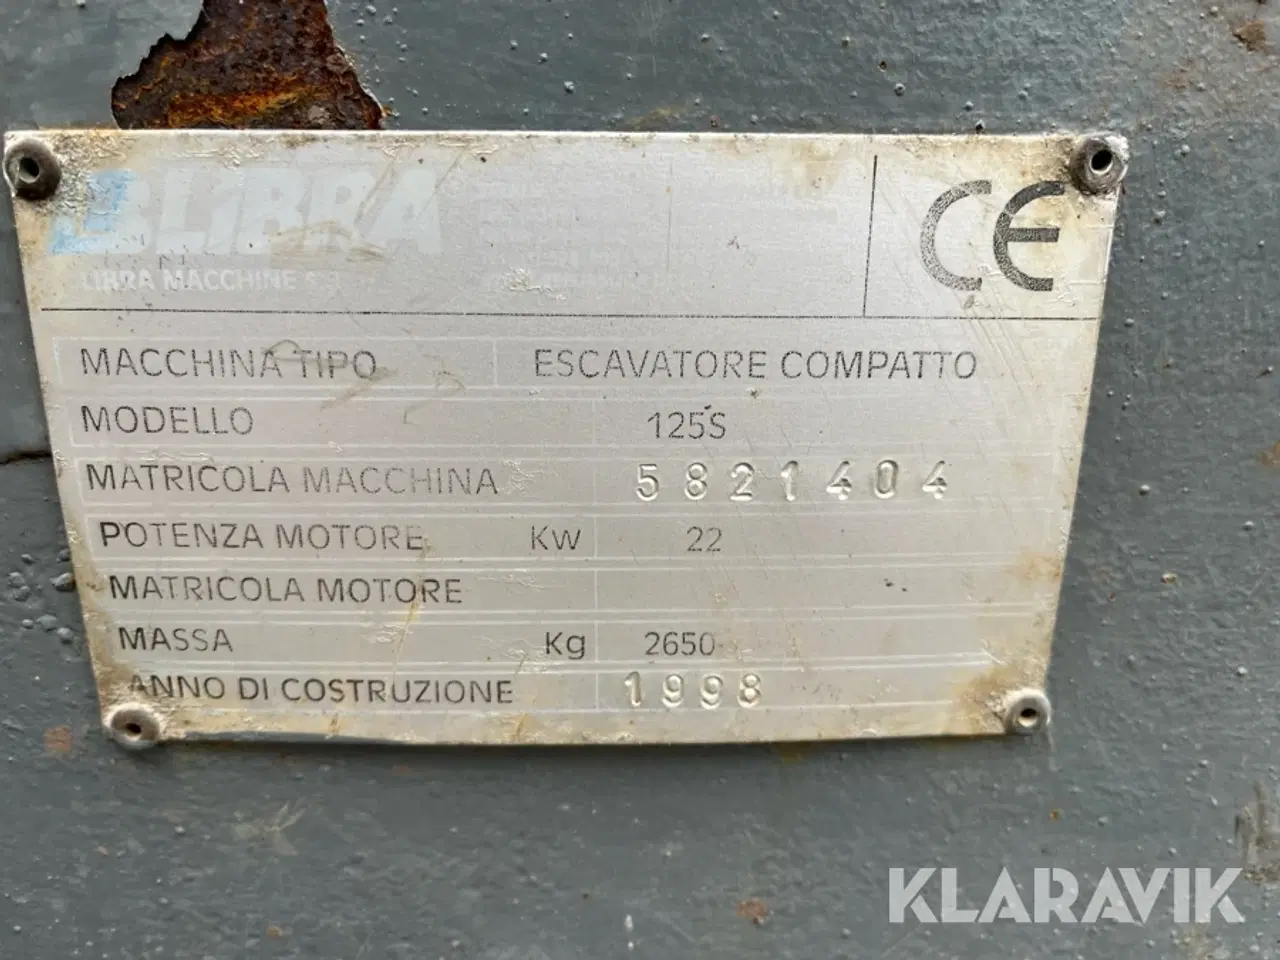 LIBRA
LIBRA MACCHINE
CE
MACCHINA TIPO ESCAVATORE COMPATTO
MODELLO 125S
MATRICOLA MACCHINA 5821404
POTENZA MOTORE Kw 22
MATRICOLA MOTORE
MASSA Kg 2650
ANNO DI COSTRUZIONE 1998
KLARAVIK